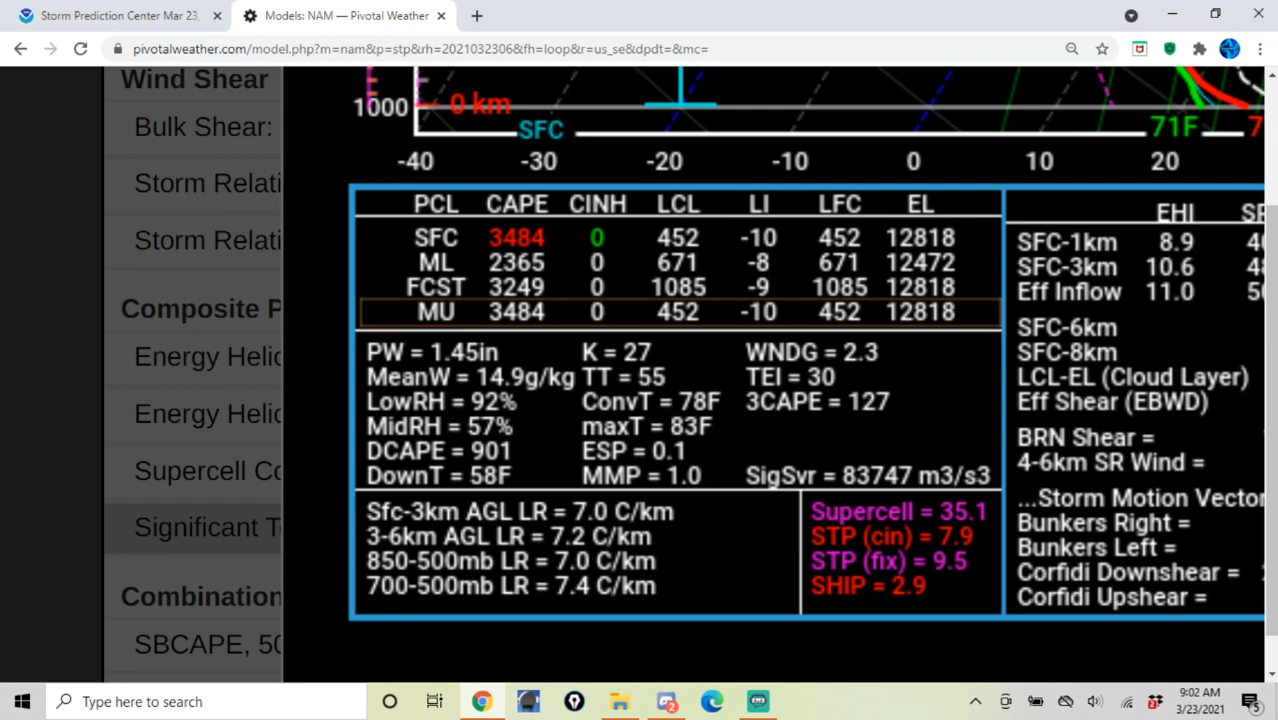 Storm Prediction Center Mar 23,
Models: NAM — Pivotal Weather
pivotalweather.com/model.php?m=nam&p=stp&rh=2021032306&fh=loop&r=us_se&dpdt=&mc=
Wind Shear
Bulk Shear:
Storm Relati
Storm Relati
Composite P
Energy Helic
Energy Helic
Supercell Co
Significant T
Combination
SBCAPE, 50
1000 0 km
SFC 71F 7
-40 -30 -20 -10 0 10 20
PCL CAPE CINH LCL LI LFC EL
SFC 3484 0 452 -10 452 12818
ML 2365 0 671 -8 671 12472
FCST 3249 0 1085 -9 1085 12818
MU 3484 0 452 -10 452 12818
PW = 1.45in K = 27 WNDG = 2.3
MeanW = 14.9g/kg TT = 55 TEI = 30
LowRH = 92% ConvT = 78F 3CAPE = 127
MidRH = 57% maxT = 83F
DCAPE = 901 ESP = 0.1
DownT = 58F MMP = 1.0 SigSvr = 83747 m3/s3
Sfc-3km AGL LR = 7.0 C/km
3-6km AGL LR = 7.2 C/km
850-500mb LR = 7.0 C/km
700-500mb LR = 7.4 C/km
Supercell = 35.1
STP (cin) = 7.9
STP (fix) = 9.5
SHIP = 2.9
EHI SR
SFC-1km 8.9 40
SFC-3km 10.6 48
Eff Inflow 11.0 50
SFC-6km
SFC-8km
LCL-EL (Cloud Layer)
Eff Shear (EBWD)
BRN Shear =
4-6km SR Wind =
...Storm Motion Vector
Bunkers Right =
Bunkers Left =
Corfidi Downshear =
Corfidi Upshear =
Type here to search
9:02 AM
3/23/2021
2
2
5